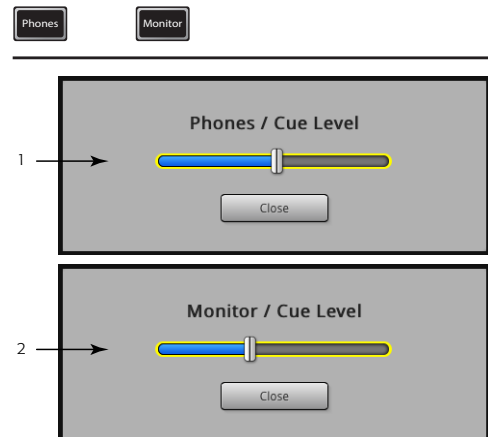 Phones
Monitor
Phones / Cue Level
1
Close
Monitor / Cue Level
2
Close